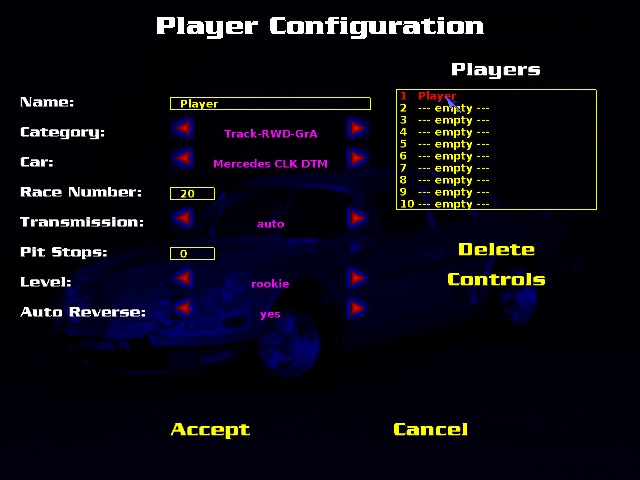 Player Configuration
Players
Name: Player
Category: Track-RWD-GrA
Car: Mercedes CLK DTM
Race Number: 20
Transmission: auto
Pit Stops: 0
Level: rookie
Auto Reverse: yes
1 Player
2 --- empty ---
3 --- empty ---
4 --- empty ---
5 --- empty ---
6 --- empty ---
7 --- empty ---
8 --- empty ---
9 --- empty ---
10 --- empty ---
Delete
Controls
Accept
Cancel